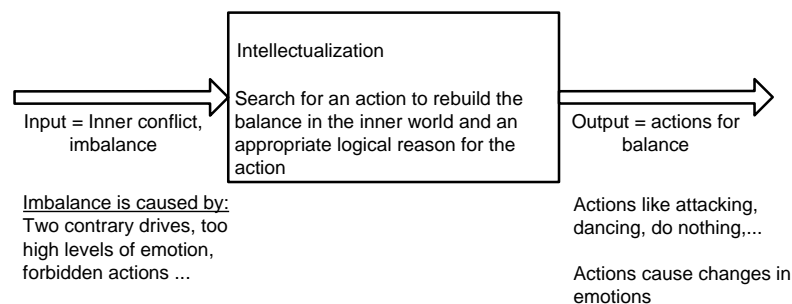 Intellectualization
Search for an action to rebuild the
balance in the inner world and an
appropriate logical reason for the
action
Input = Inner conflict,
imbalance
Output = actions for
balance
Imbalance is caused by:
Two contrary drives, too
high levels of emotion,
forbidden actions ...
Actions like attacking,
dancing, do nothing,...
Actions cause changes in
emotions